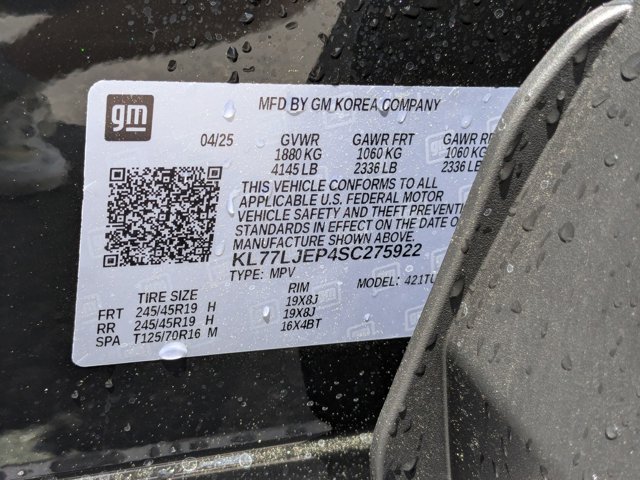 gm
MFD BY GM KOREA COMPANY
04/25 GVWR GAWR FRT GAWR
1880 KG 1060 KG 1060 KG
4145 LB 2336 LB 2336 LB
THIS VEHICLE CONFORMS TO ALL
APPLICABLE U.S. FEDERAL MOTOR
VEHICLE SAFETY AND THEFT PREVENTI
STANDARDS IN EFFECT ON THE DATE O
MANUFACTURE SHOWN ABOVE.
KL77LJEP4SC275922
TYPE: MPV MODEL: 421TU
TIRE SIZE RIM
FRT 245/45R19 H 19X8J
RR 245/45R19 H 19X8J
SPA T125/70R16 M 16X4BT